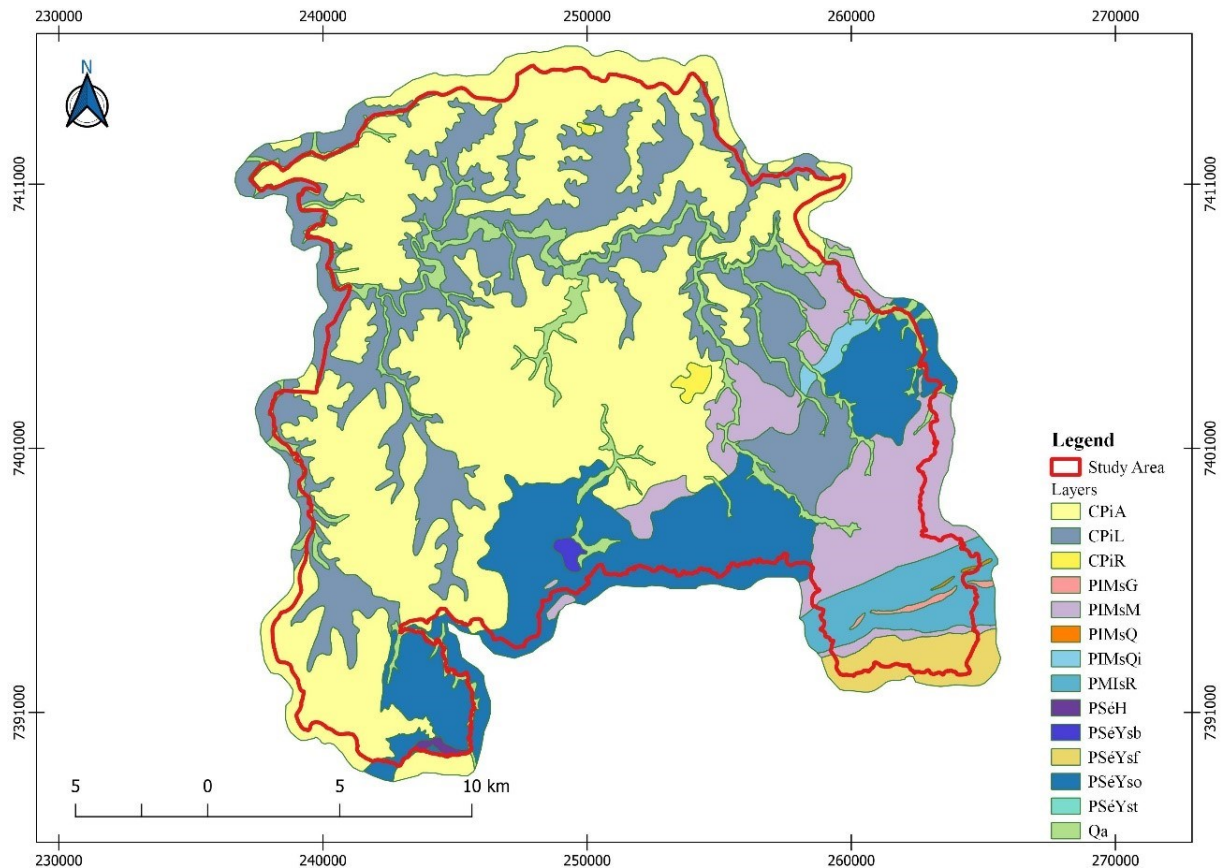 230000 240000 250000 260000 270000
N
7411000 7411000
7401000 7401000
Legend
Study Area
Layers
CPiA
CPiL
CPiR
PIMsG
PIMsM
PIMsQ
PIMsQi
PMIsR
PSéH
PSéYsb
PSéYsf
PSéYso
PSéYst
Qa
7391000 7391000
5 0 5 10 km
230000 240000 250000 260000 270000